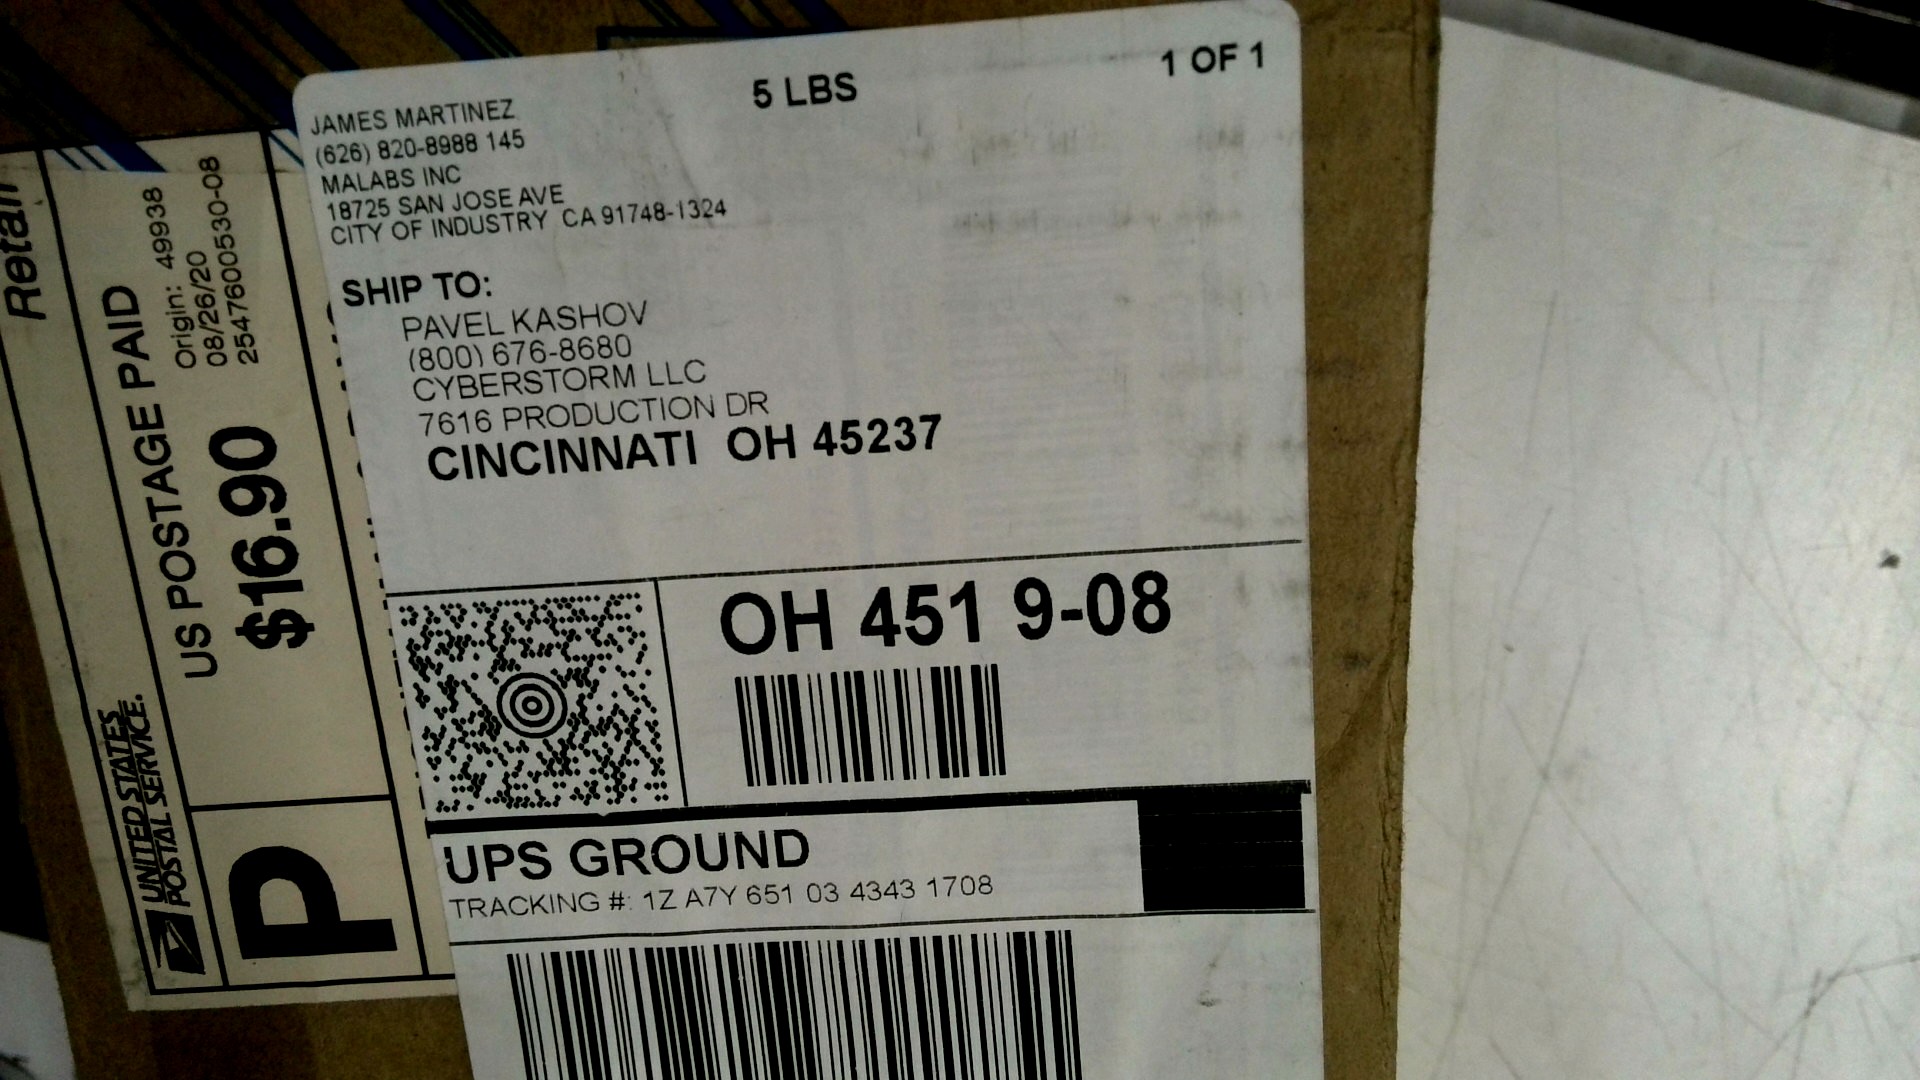 JAMES MARTINEZ
(626) 820-8988 145
MALABS INC
18725 SAN JOSE AVE
CITY OF INDUSTRY CA 91748-1324
5 LBS
1 OF 1
SHIP TO:
PAVEL KASHOV
(800) 676-8680
CYBERSTORM LLC
7616 PRODUCTION DR
CINCINNATI OH 45237
OH 451 9-08
UPS GROUND
TRACKING #: 1Z A7Y 651 03 4343 1708
Retail
US POSTAGE PAID
$16.90
Origin: 49938
08/26/20
2547600530-08
UNITED STATES
POSTAL SERVICE.
P